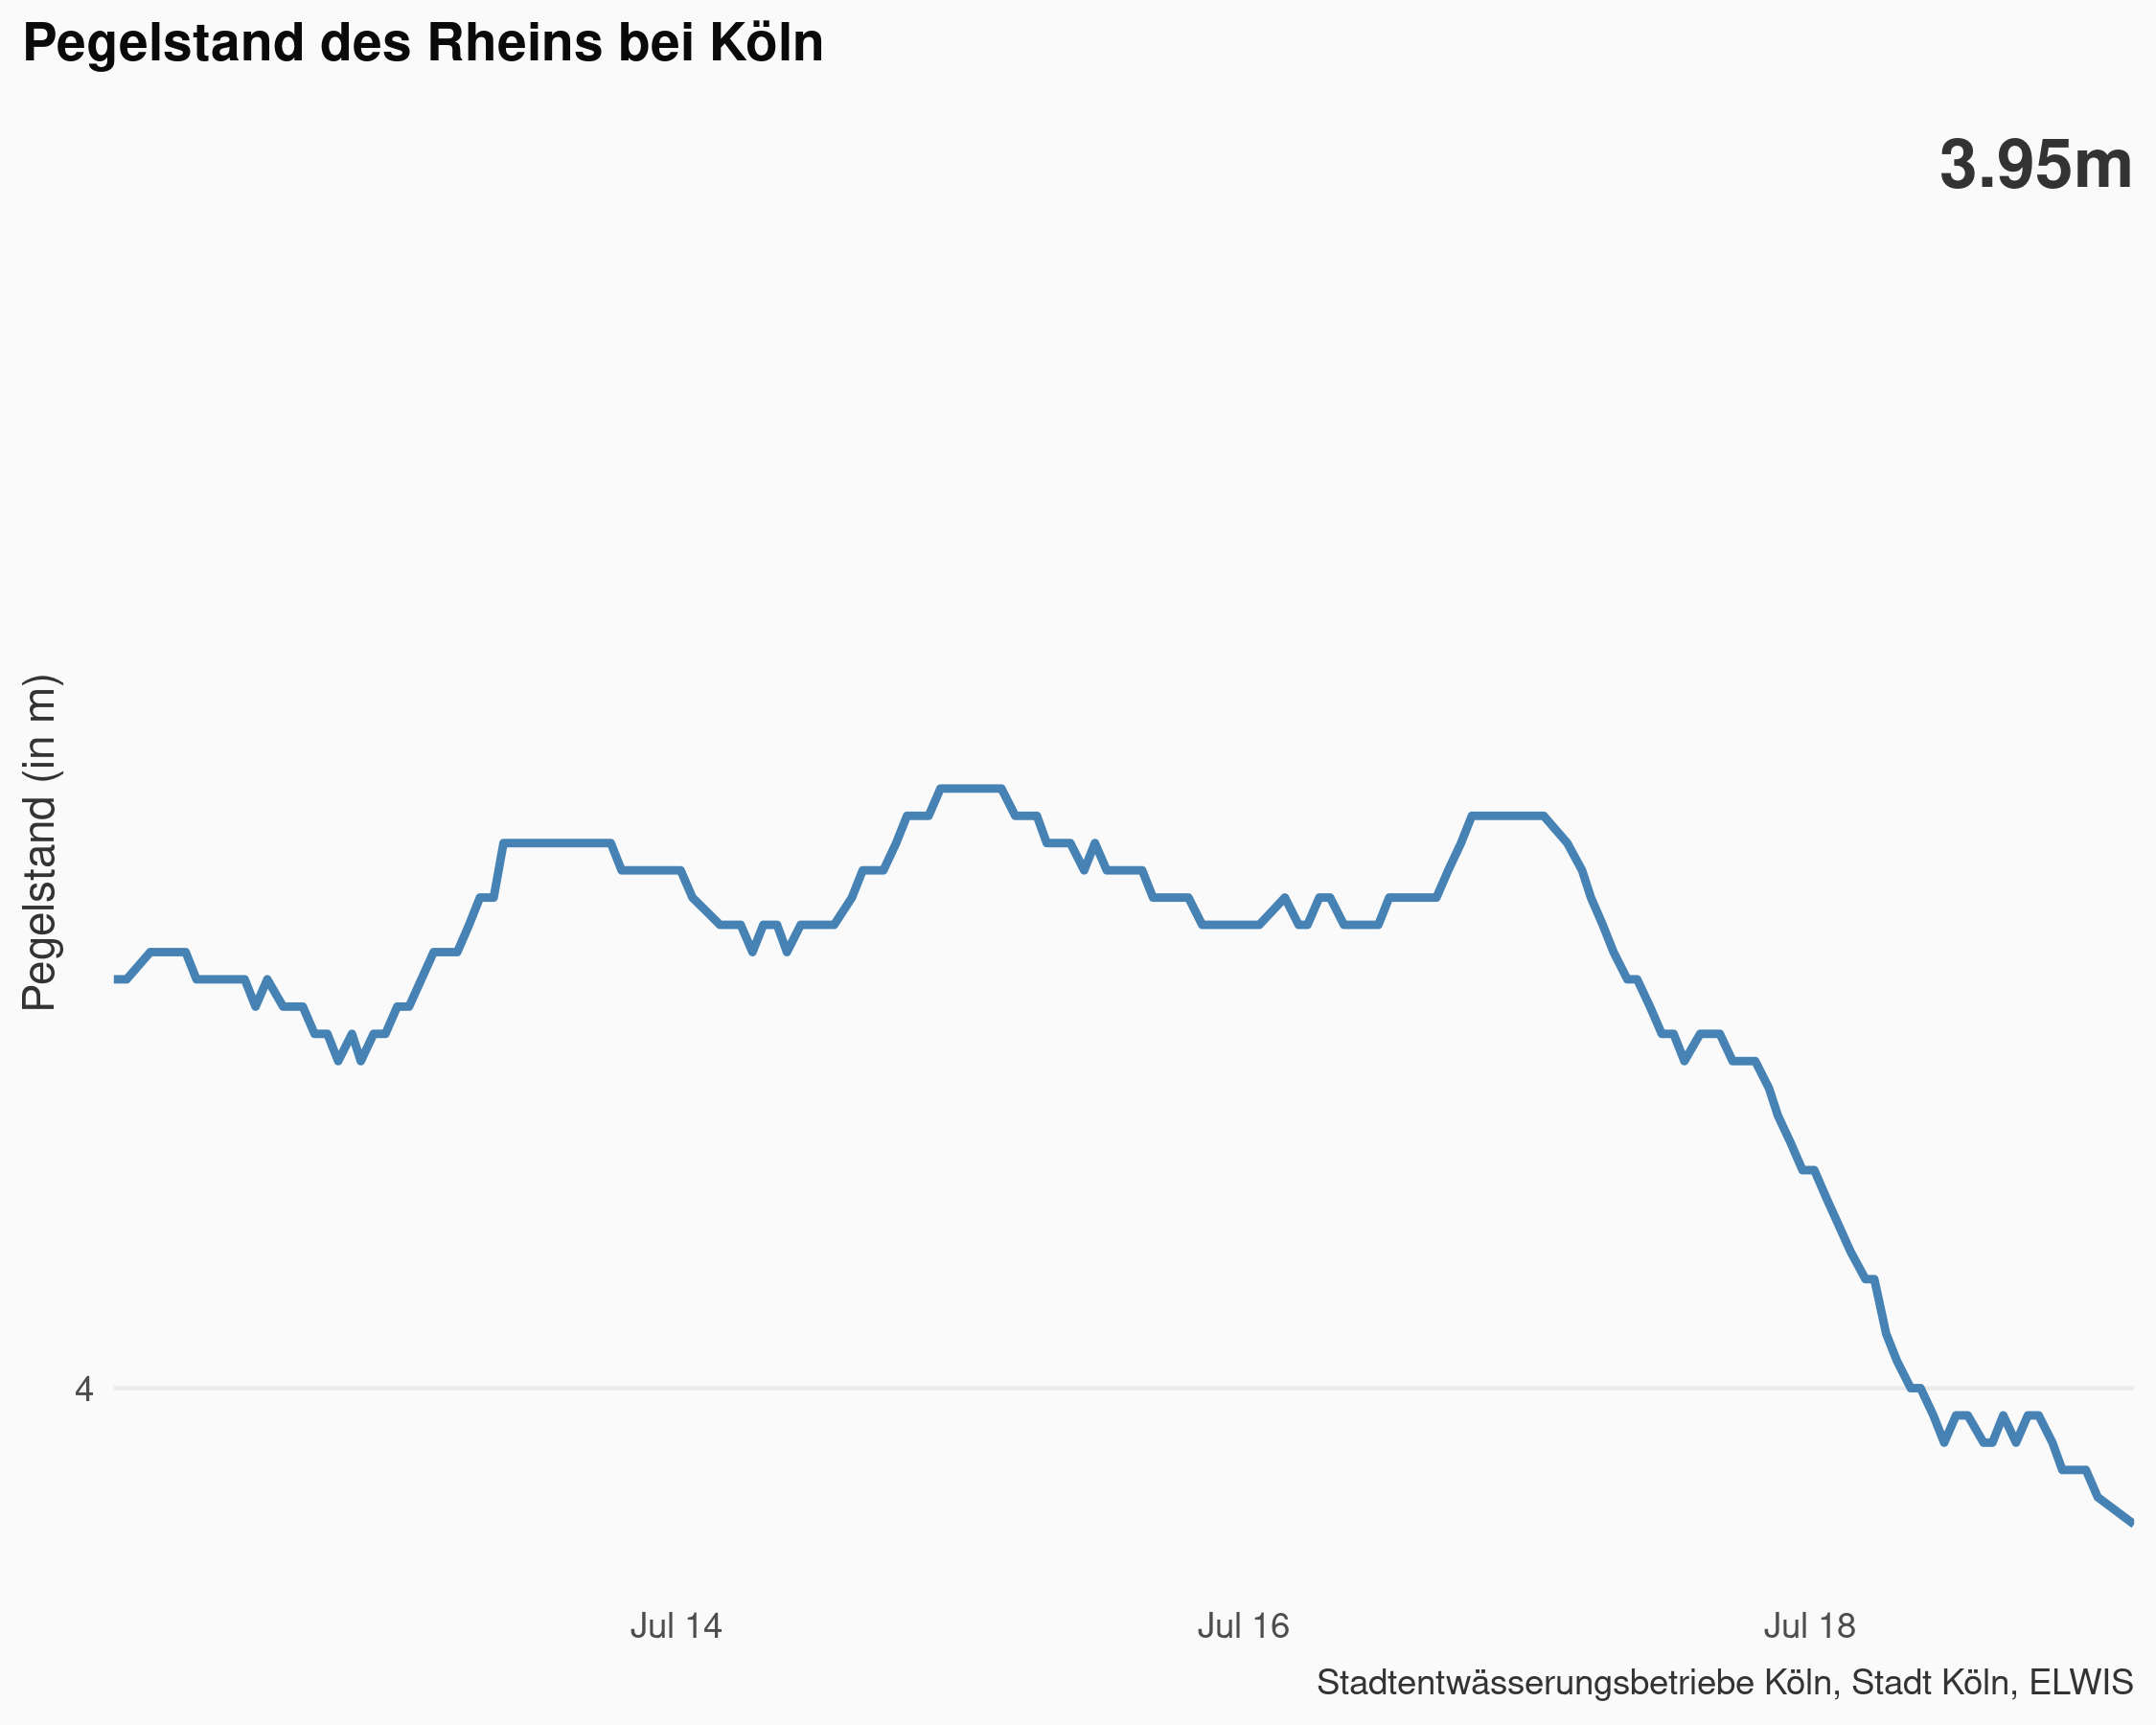 Pegelstand des Rheins bei Köln
3.95m
Pegelstand (in m)
4
Jul 14
Jul 16
Jul 18
Stadtentwässerungsbetriebe Köln, Stadt Köln, ELWIS